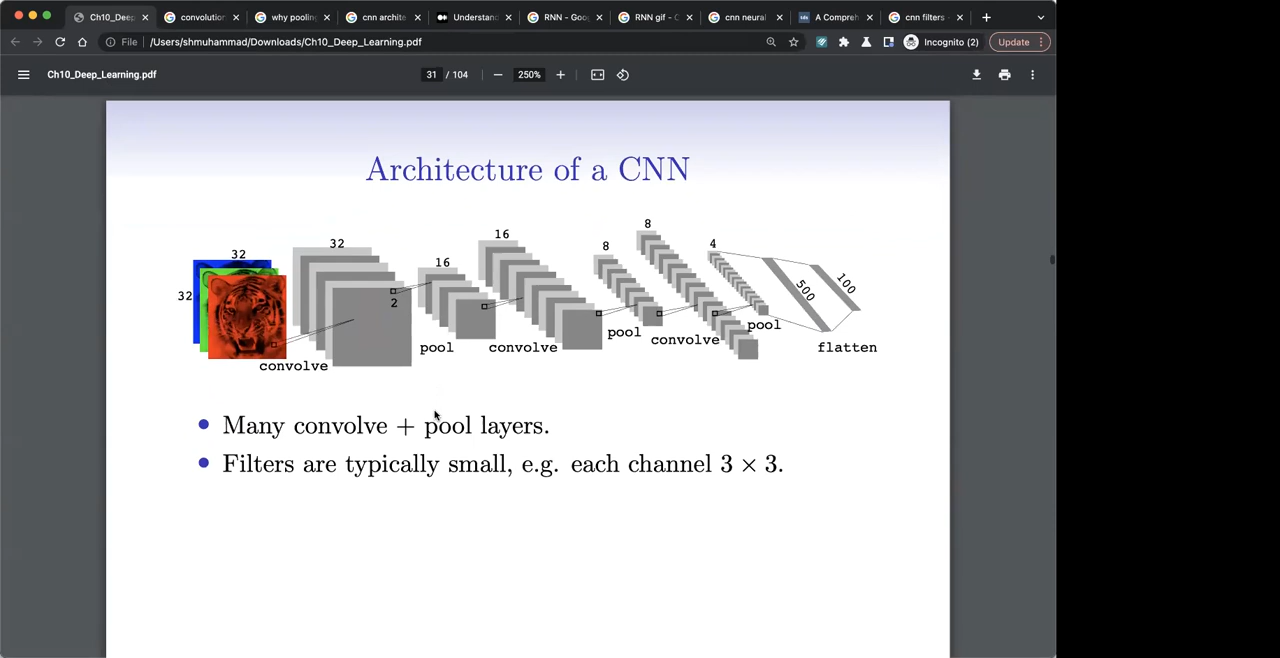 Ch10_Deep
convolution
why pooling
cnn archite
Understand
RNN - Goo
RNN gif - G
cnn neural
A Compreh
cnn filters -
File
/Users/shmuhammad/Downloads/Ch10_Deep_Learning.pdf
Incognito (2)
Update
Ch10_Deep_Learning.pdf
31 / 104
250%
Architecture of a CNN
32
32
convolve
32
2
16
pool
16
convolve
8
pool
8
convolve
4
pool
500
100
flatten
• Many convolve + pool layers.
• Filters are typically small, e.g. each channel 3 × 3.